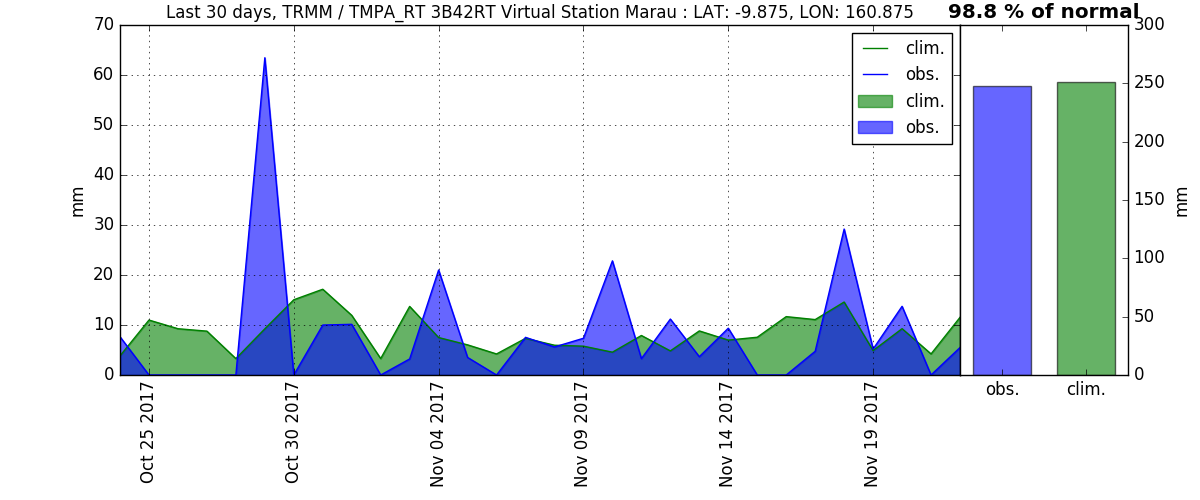 Last 30 days, TRMM / TMPA_RT 3B42RT Virtual Station Marau : LAT: -9.875, LON: 160.875
98.8 % of normal
70
60
50
40
30
20
10
0
mm
clim.
obs.
clim.
obs.
Oct 25 2017
Oct 30 2017
Nov 04 2017
Nov 09 2017
Nov 14 2017
Nov 19 2017
300
250
200
150
100
50
0
mm
obs.
clim.